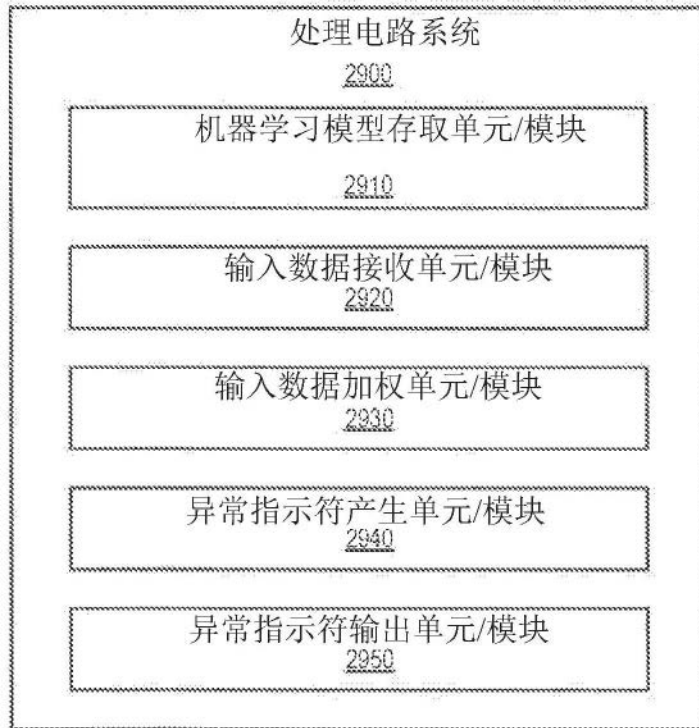 处理电路系统
2900
机器学习模型存取单元/模块
2910
输入数据接收单元/模块
2920
输入数据加权单元/模块
2930
异常指示符产生单元/模块
2940
异常指示符输出单元/模块
2950